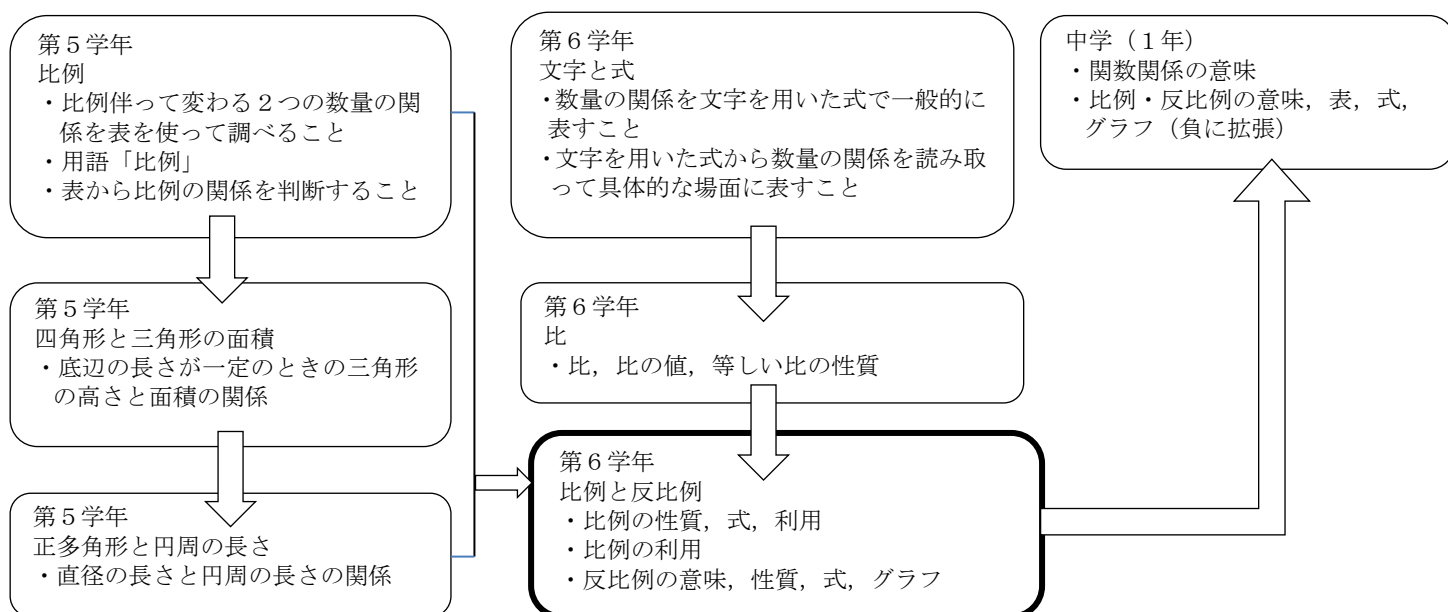 第５学年
比例
・比例伴って変わる２つの数量の関
係を表を使って調べること
・用語「比例」
・表から比例の関係を判断すること
第５学年
四角形と三角形の面積
・底辺の長さが一定のときの三角形
の高さと面積の関係
第５学年
正多角形と円周の長さ
・直径の長さと円周の長さの関係
第６学年
文字と式
・数量の関係を文字を用いた式で一般的に
表すこと
・文字を用いた式から数量の関係を読み取
って具体的な場面に表すこと
第６学年
比
・比，比の値，等しい比の性質
第６学年
比例と反比例
・比例の性質，式，利用
・比例の利用
・反比例の意味，性質，式，グラフ
中学（１年）
・関数関係の意味
・比例・反比例の意味，表，式，
グラフ（負に拡張）